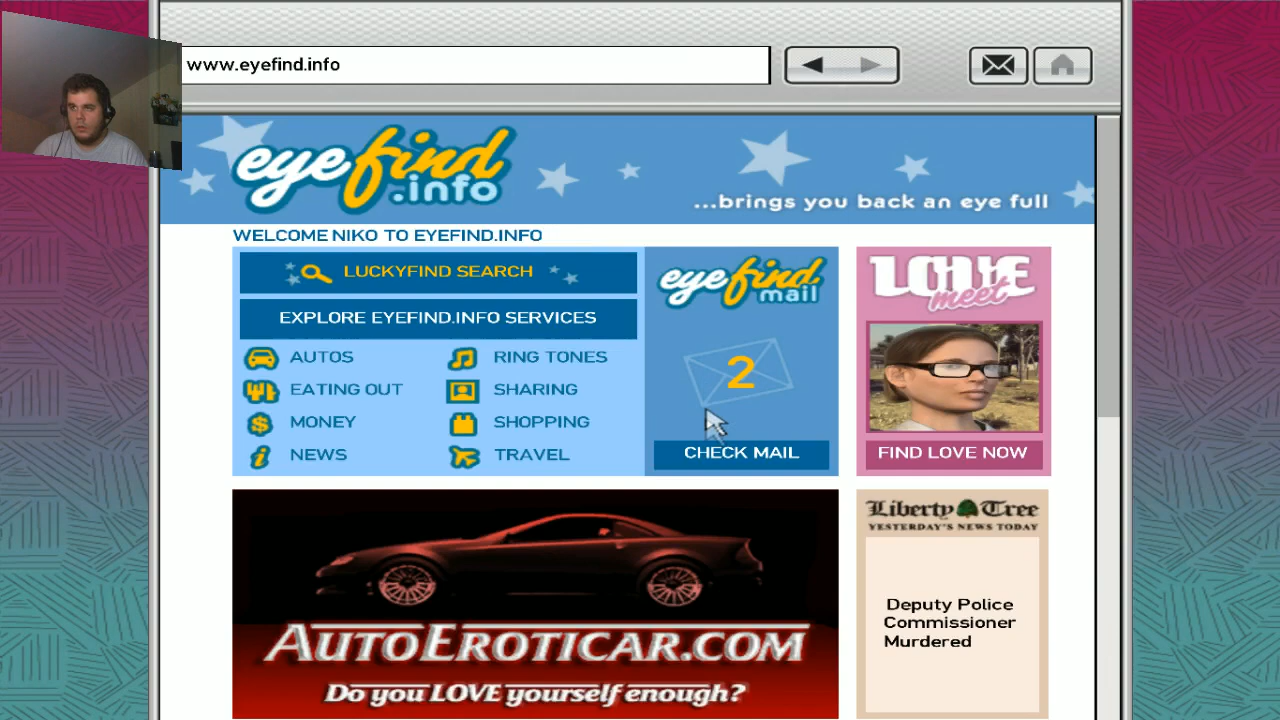 www.eyefind.info
eyefind
.info
...brings you back an eye full
WELCOME NIKO TO EYEFIND.INFO
LUCKYFIND SEARCH
EXPLORE EYEFIND.INFO SERVICES
AUTOS
RING TONES
EATING OUT
SHARING
MONEY
SHOPPING
NEWS
TRAVEL
eyefind
mail
2
CHECK MAIL
LOVE
meet
FIND LOVE NOW
AUTOEROTICAR.COM
Do you LOVE yourself enough?
Liberty Tree
YESTERDAY'S NEWS TODAY
Deputy Police
Commissioner
Murdered